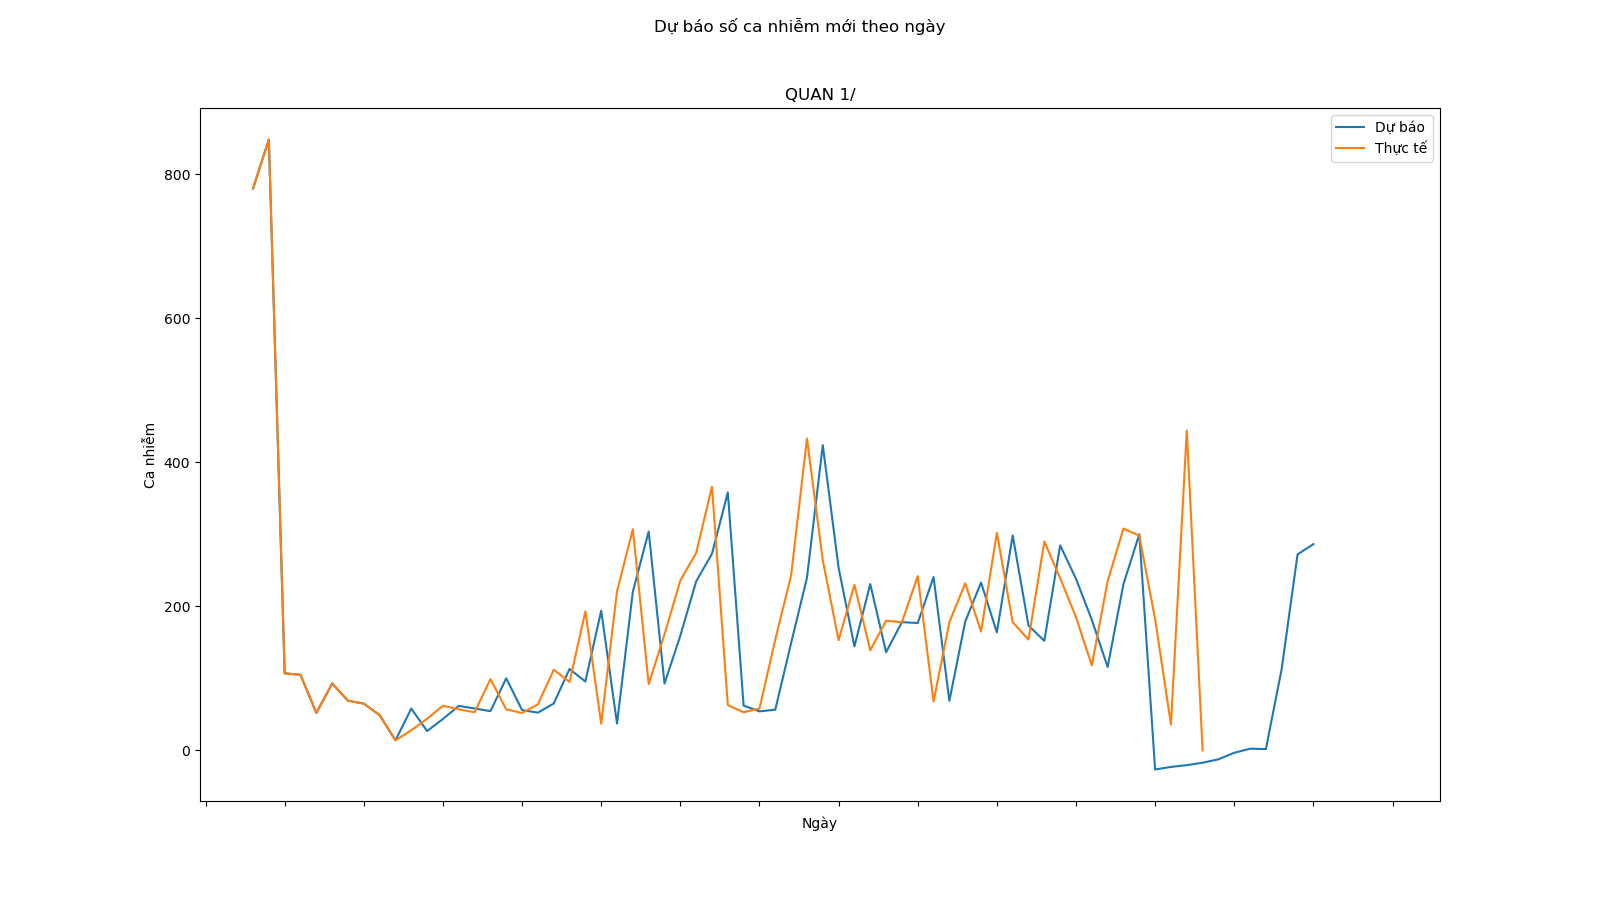 Dự báo số ca nhiễm mới theo ngày
QUAN 1/
Dự báo
Thực tế
800
600
400
200
0
Ca nhiễm
Ngày